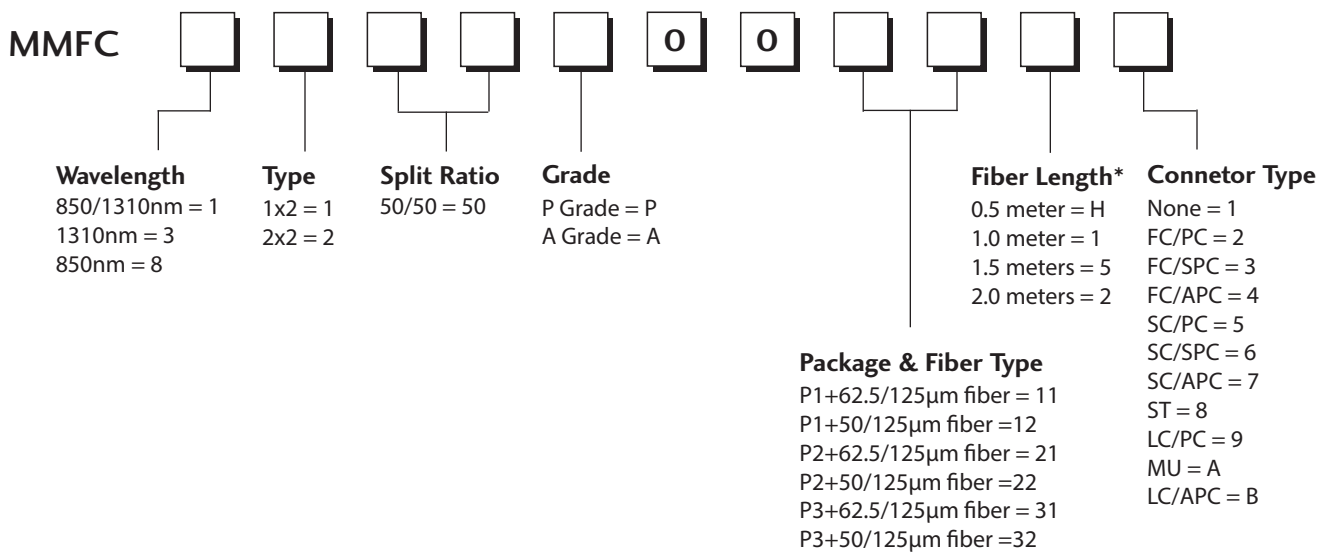 MMFC 0 0
Wavelength
850/1310nm = 1
1310nm = 3
850nm = 8
Type
1x2 = 1
2x2 = 2
Split Ratio
50/50 = 50
Grade
P Grade = P
A Grade = A
Package & Fiber Type
P1+62.5/125µm fiber = 11
P1+50/125µm fiber =12
P2+62.5/125µm fiber = 21
P2+50/125µm fiber =22
P3+62.5/125µm fiber = 31
P3+50/125µm fiber =32
Fiber Length*
0.5 meter = H
1.0 meter = 1
1.5 meters = 5
2.0 meters = 2
Connetor Type
None = 1
FC/PC = 2
FC/SPC = 3
FC/APC = 4
SC/PC = 5
SC/SPC = 6
SC/APC = 7
ST = 8
LC/PC = 9
MU = A
LC/APC = B